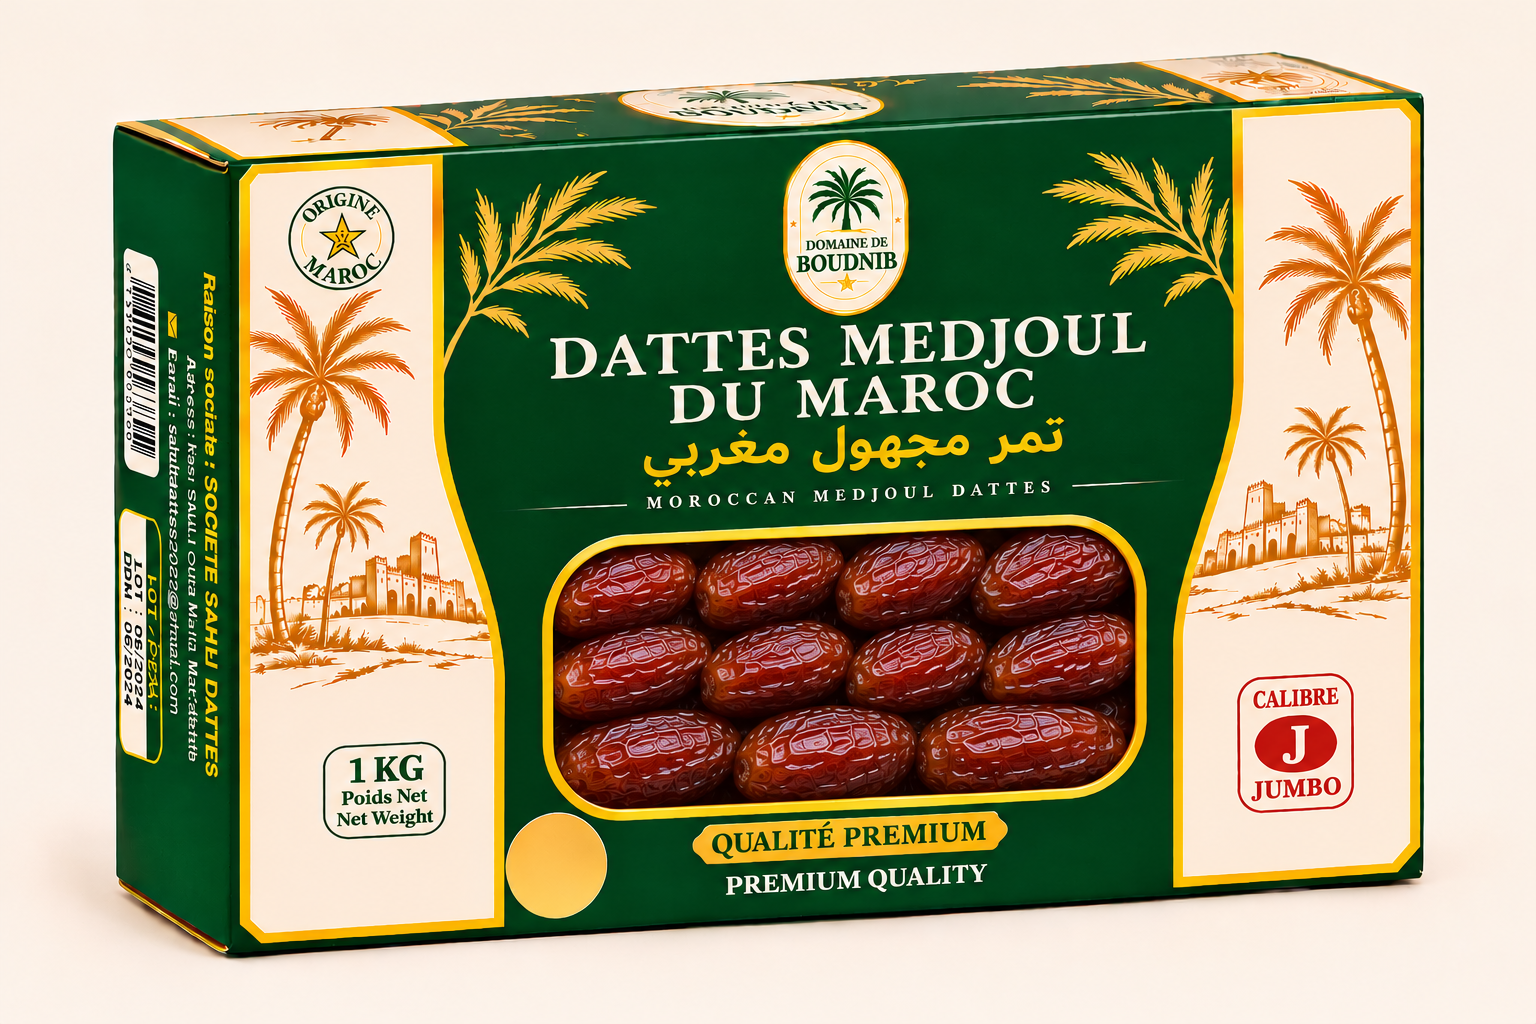 ORIGINE
MAROC
DOMAINE DE
BOUDNIB
DATTES MEDJOUL
DU MAROC
تمر مجهول مغربي
MOROCCAN MEDJOUL DATTES
1 KG
Poids Net
Net Weight
CALIBRE
J
JUMBO
QUALITÉ PREMIUM
PREMIUM QUALITY
Raison sociate : SOCIETE SAHLI DATTES
LOT : 06/2024
DDM : 06/2024